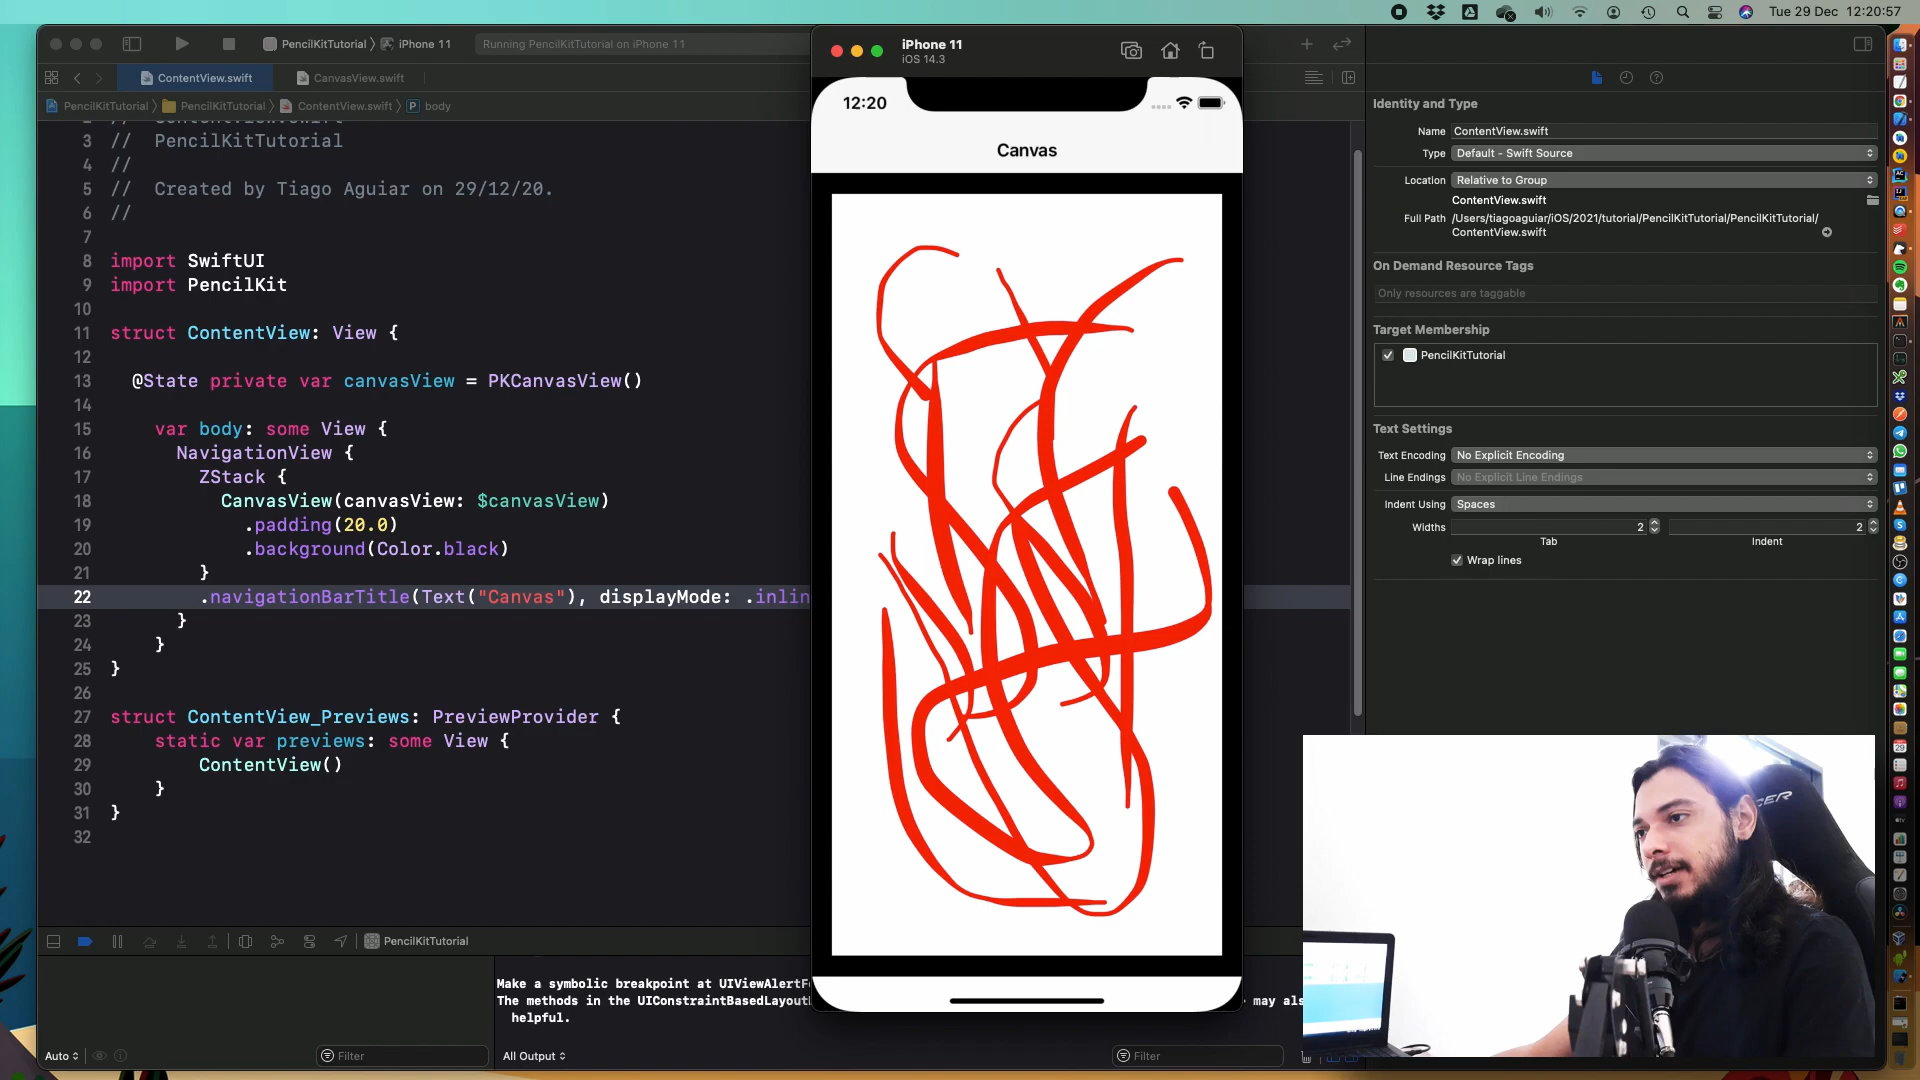 Tue 29 Dec 12:20:57
PencilKitTutorial
iPhone 11
Running PencilKitTutorial on iPhone 11
ContentView.swift
CanvasView.swift
PencilKitTutorial
PencilKitTutorial
ContentView.swift
P
body
3 // PencilKitTutorial
4 //
5 // Created by Tiago Aguiar on 29/12/20.
6 //
7
8 import SwiftUI
9 import PencilKit
10
11 struct ContentView: View {
12
13 @State private var canvasView = PKCanvasView()
14
15 var body: some View {
16 NavigationView {
17 ZStack {
18 CanvasView(canvasView: $canvasView)
19 .padding(20.0)
20 .background(Color.black)
21 }
22 .navigationBarTitle(Text("Canvas"), displayMode: .inlin
23 }
24 }
25 }
26
27 struct ContentView_Previews: PreviewProvider {
28 static var previews: some View {
29 ContentView()
30 }
31 }
32
PencilKitTutorial
Make a symbolic breakpoint at UIViewAlertF
The methods in the UIConstraintBasedLayout
may als
helpful.
Auto
Filter
All Output
Filter
iPhone 11
iOS 14.3
12:20
Canvas
Identity and Type
Name ContentView.swift
Type Default - Swift Source
Location Relative to Group
ContentView.swift
Full Path /Users/tiagoaguiar/iOS/2021/tutorial/PencilKitTutorial/PencilKitTutorial/
ContentView.swift
On Demand Resource Tags
Only resources are taggable
Target Membership
PencilKitTutorial
Text Settings
Text Encoding No Explicit Encoding
Line Endings No Explicit Line Endings
Indent Using Spaces
Widths 2 2
Tab Indent
Wrap lines